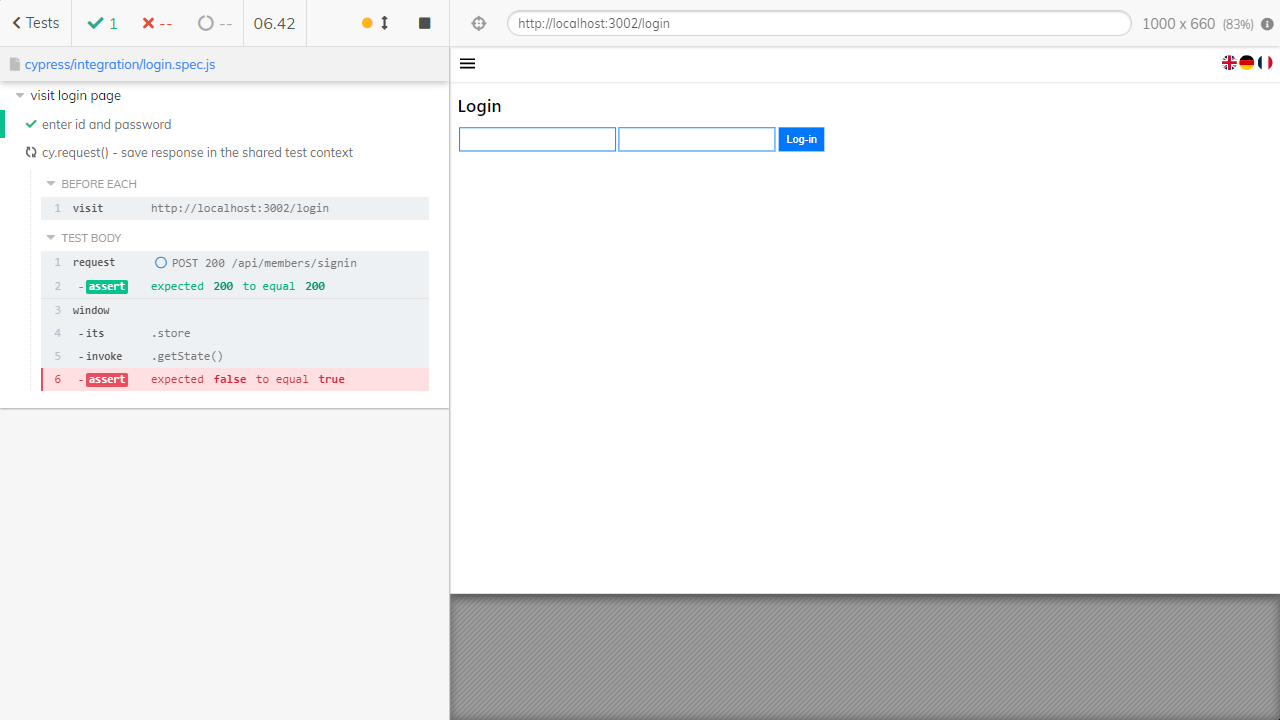 Tests 1 -- -- 06.42
http://localhost:3002/login 1000 x 660 (83%)
cypress/integration/login.spec.js
visit login page
enter id and password
cy.request() - save response in the shared test context
BEFORE EACH
1 visit http://localhost:3002/login
TEST BODY
1 request POST 200 /api/members/signin
2 -assert expected 200 to equal 200
3 window
4 -its .store
5 -invoke .getState()
6 -assert expected false to equal true
Login
Log-in